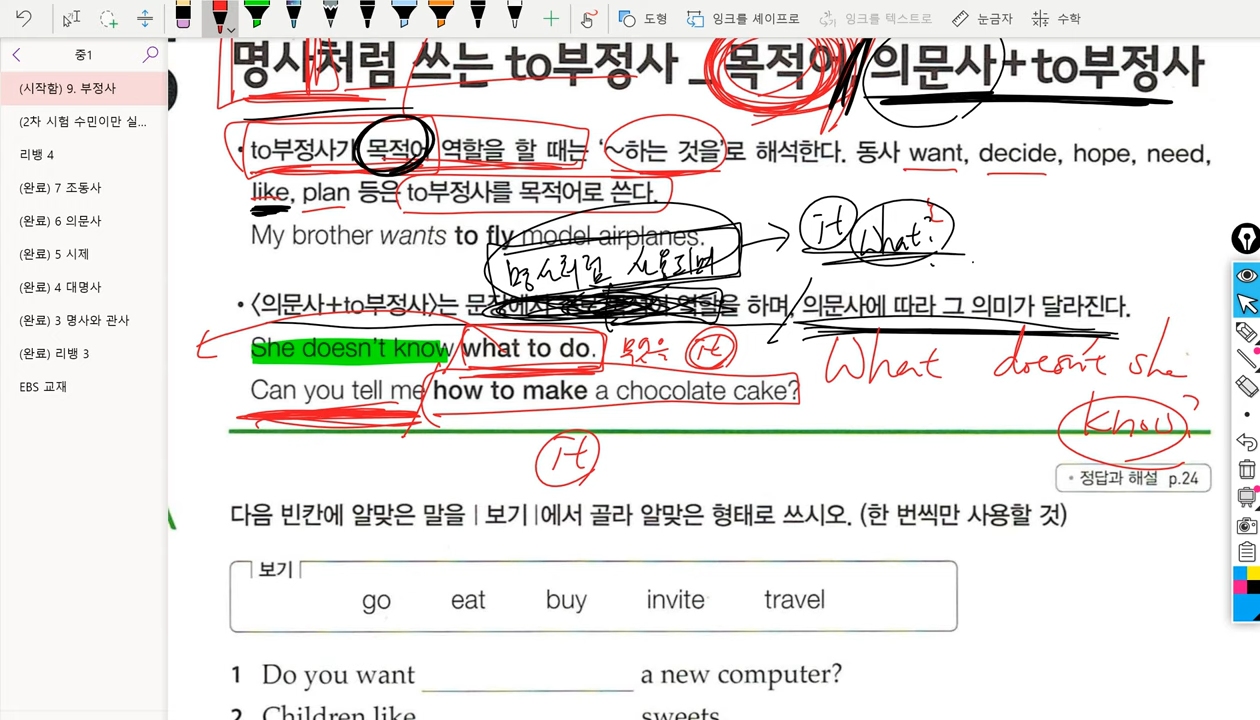 도형 잉크를 셰이프로 잉크를 텍스트로 눈금자 수학
중1
(시작함) 9. 부정사
(2차 시험 수민이만 실...
리뱅 4
(완료) 7 조동사
(완료) 6 의문사
(완료) 5 시제
(완료) 4 대명사
(완료) 3 명사와 관사
(완료) 리뱅 3
EBS 교재
명사처럼 쓰는 to부정사 _ 목적어 의문사+to부정사
• to부정사가 목적어 역할을 할 때는 ‘~하는 것을’로 해석한다. 동사 want, decide, hope, need,
like, plan 등은 to부정사를 목적어로 쓴다.
My brother wants to fly model airplanes.
명사처럼 사용되며
it what?
• <의문사+to부정사>는 역할을 하며, 의문사에 따라 그 의미가 달라진다.
She doesn't know what to do. 무엇을 it
What doesn't she
know?
Can you tell me how to make a chocolate cake?
it
• 정답과 해설 p.24
다음 빈칸에 알맞은 말을 | 보기 |에서 골라 알맞은 형태로 쓰시오. (한 번씩만 사용할 것)
보기
go eat buy invite travel
1 Do you want ____ a new computer?
2 Children like ____ sweets